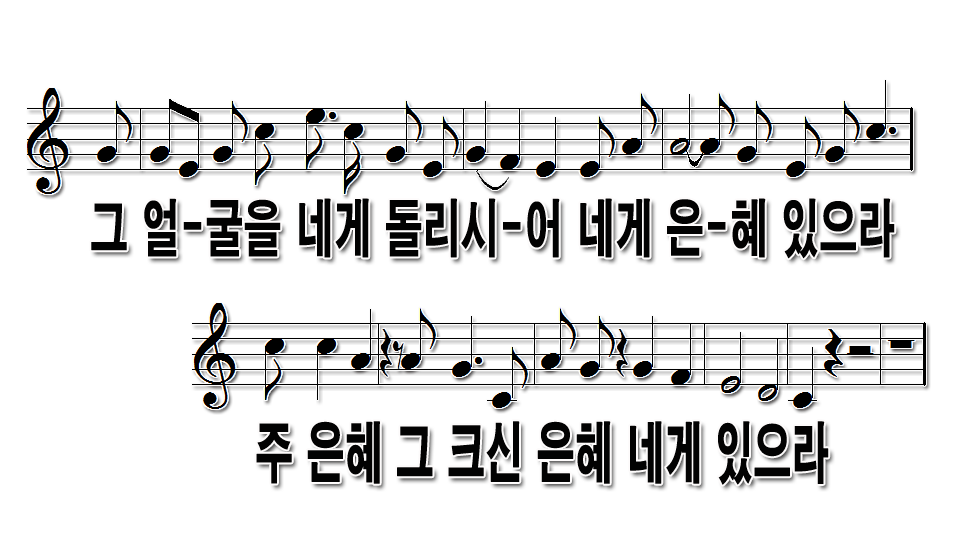 그 얼-굴을 네게 돌리시-어 네게 은-혜 있으라
주 은혜 그 크신 은혜 네게 있으라